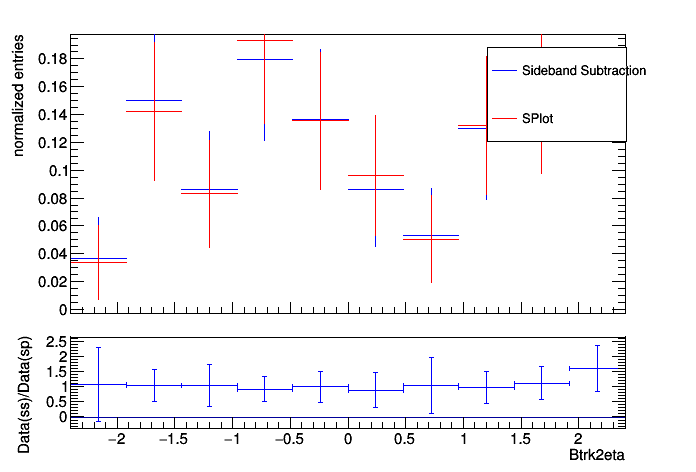 normalized entries
0.18
0.16
0.14
0.12
0.1
0.08
0.06
0.04
0.02
0
Sideband Subtraction
SPlot
Data(ss)/Data(sp)
2.5
2
1.5
1
0.5
0
−2 −1.5 −1 −0.5 0 0.5 1 1.5 2
Btrk2eta